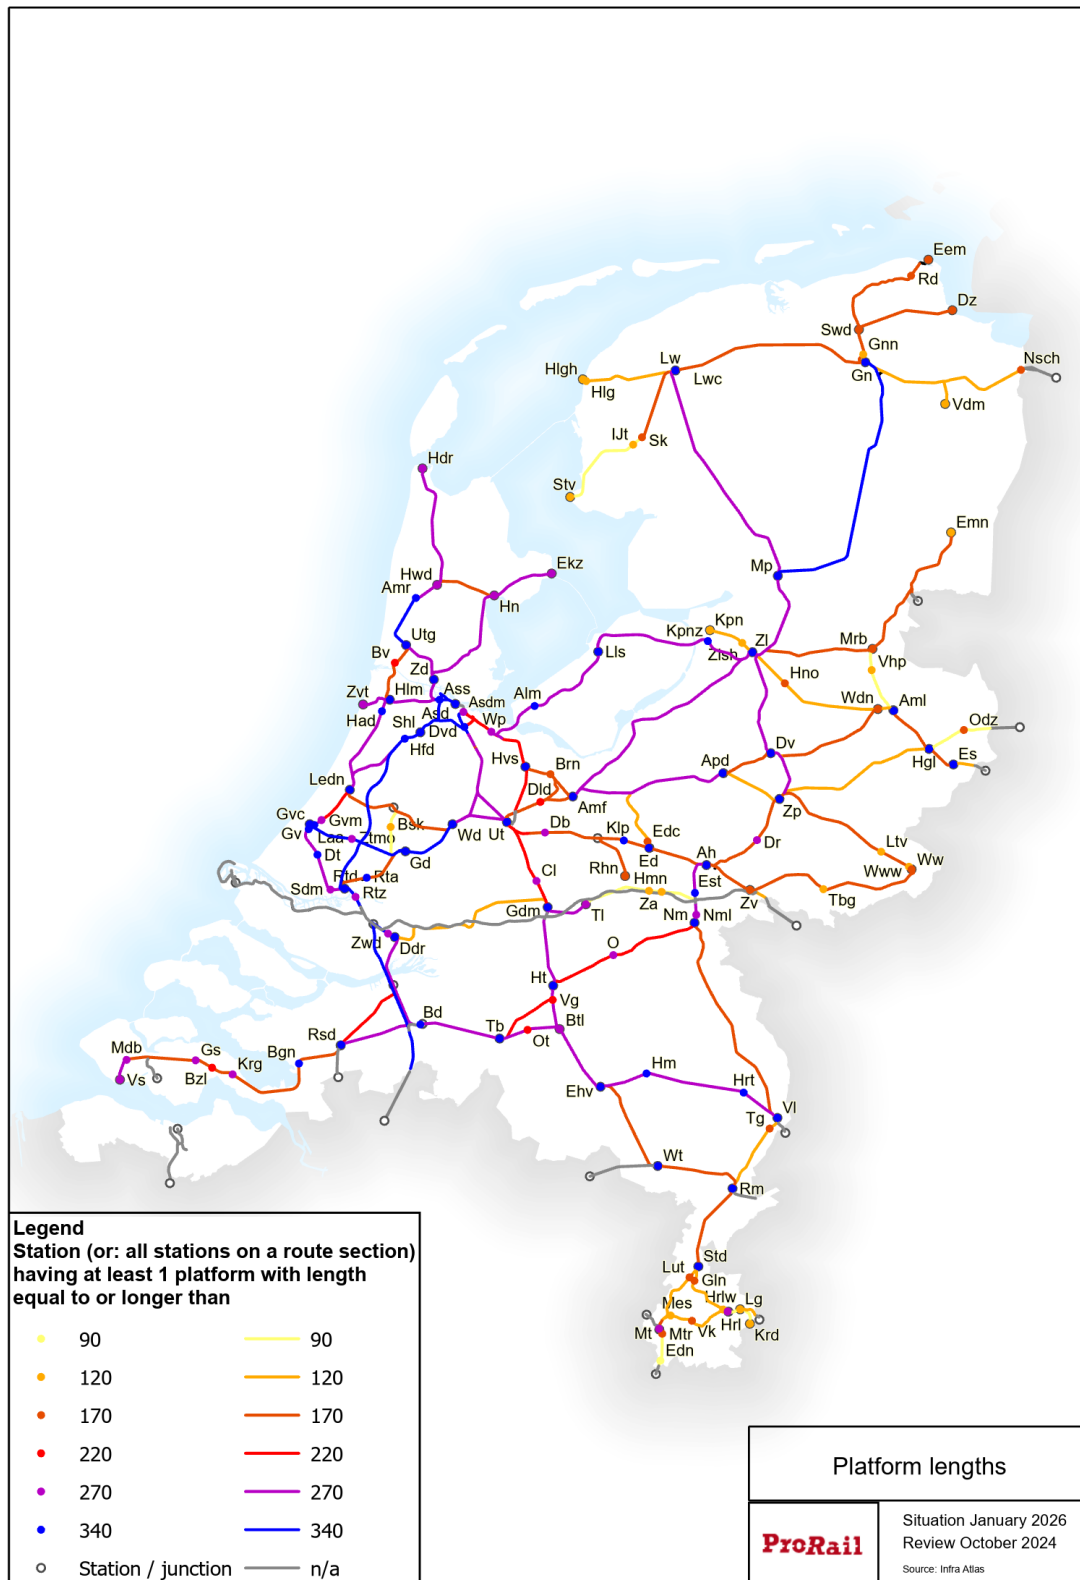 Eem
Rd
Dz
Swd
Gnn
Gn
Nsch
Vdm
Lw
Lwc
Hlgh
Hlg
IJt
Sk
Stv
Hdr
Emn
Ekz
Mp
Hwd
Amr
Hn
Kpn
Kpnz
Zl
Zlsh
Mrb
Vhp
Utg
Bv
Lls
Hno
Zd
Wdn
Aml
Zvt
Hlm
Ass
Asdm
Alm
Had
Shl
Asd
Dvd
Wp
Odz
Hfd
Hgl
Es
Dv
Apd
Hvs
Brn
Ledn
Dld
Amf
Zp
Gvc
Gvm
Gv
Laa
Ztmo
Bsk
Wd
Ut
Db
Klp
Edc
Ed
Dr
Ltv
Ww
Www
Ah
Dt
Gd
Cl
Rhn
Hmn
Est
Rtd
Rta
Sdm
Rtz
Gdm
Tl
Za
Zv
Tbg
Nm
Nml
Zwd
Ddr
O
Ht
Vg
Bd
Tb
Btl
Ot
Rsd
Mdb
Gs
Bgn
Vs
Bzl
Krg
Hm
Ehv
Hrt
Vl
Tg
Wt
Rm
Std
Lut
Gln
Mes
Hrlw
Lg
Hrl
Mt
Mtr
Vk
Krd
Edn
Legend
Station (or: all stations on a route section)
having at least 1 platform with length
equal to or longer than
90 90
120 120
170 170
220 220
270 270
340 340
Station / junction n/a
Platform lengths
ProRail
Situation January 2026
Review October 2024
Source: Infra Atlas